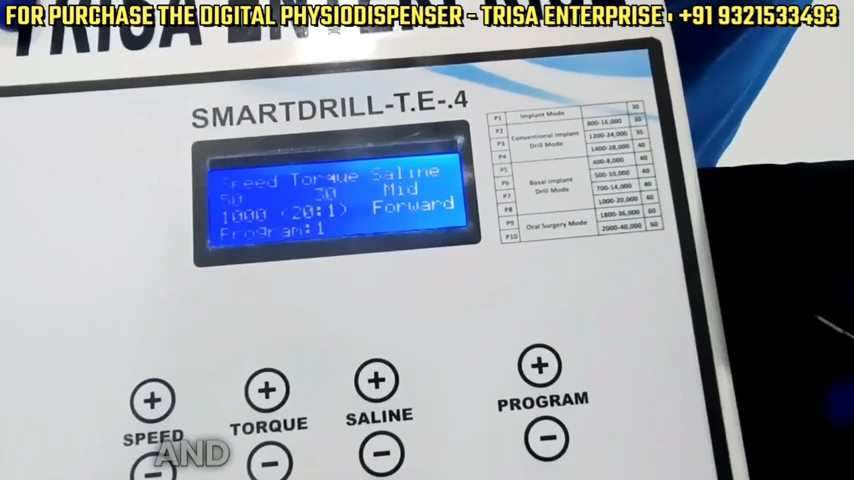 FOR PURCHASE THE DIGITAL PHYSIODISPENSER - TRISA ENTERPRISE : +91 9321533493
TRISA ENTERPRISE
SMARTDRILL-T.E-.4
Speed Torque Saline
50 30 Mid
1000 (20:1) Forward
Program:1
P1 Implant Mode 30
P2 800-16,000 60
P3 Conventional Implant 1200-24,000 35
P4 Drill Mode 1400-28,000 40
P5 400-8,000 40
P6 Basal Implant 500-10,000 40
P7 Drill Mode 700-14,000 40
P8 1000-20,000 40
P9 Oral Surgery Mode 1800-36,000 60
P10 2000-40,000 60
SPEED
TORQUE
SALINE
PROGRAM
AND